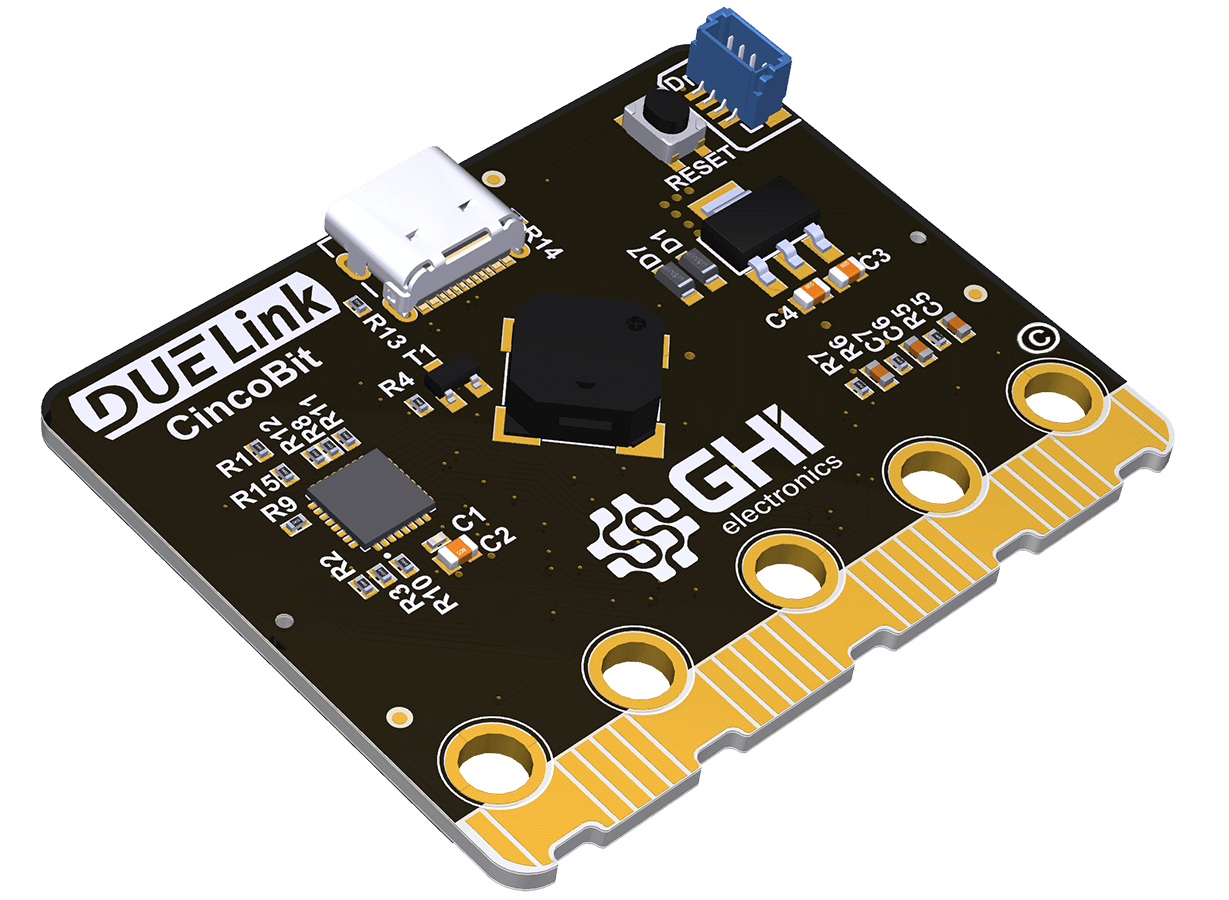 RESET
R14
D1
D7
C3
C4
DUELink
CincoBit
R13
T1
R4
C5
R5
C6
C7
R6
R7
©
R11
R8
R12
R1
R15
R9
GHI
electronics
C1
C2
R2
R3
R10